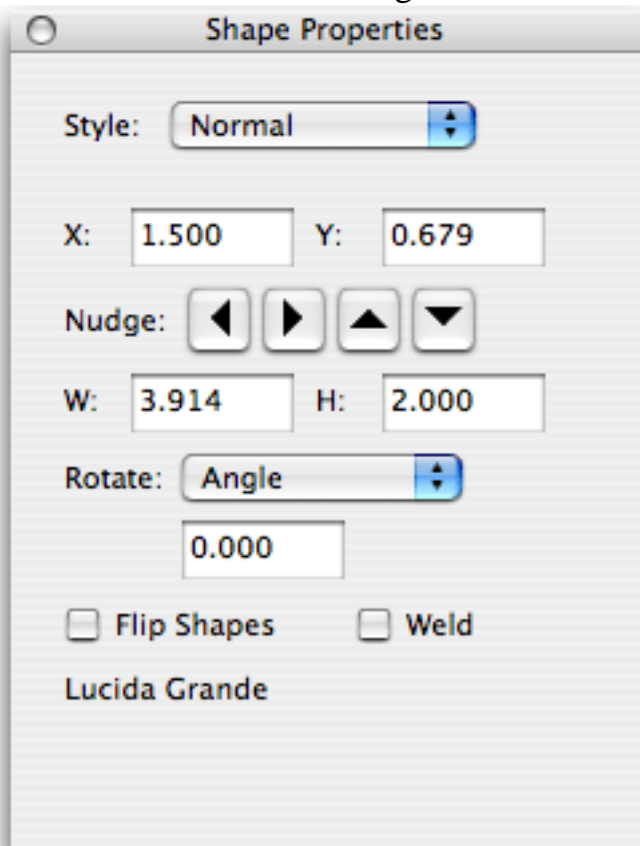 Shape Properties
Style: Normal
X: 1.500 Y: 0.679
Nudge:
W: 3.914 H: 2.000
Rotate: Angle
0.000
Flip Shapes Weld
Lucida Grande